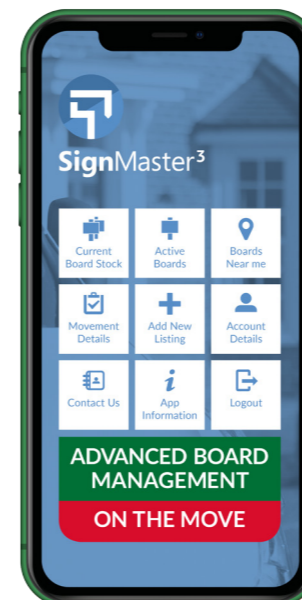 SignMaster³
Current
Board Stock
Active
Boards
Boards
Near me
Movement
Details
Add New
Listing
Account
Details
Contact Us
App
Information
Logout
ADVANCED BOARD
MANAGEMENT
ON THE MOVE